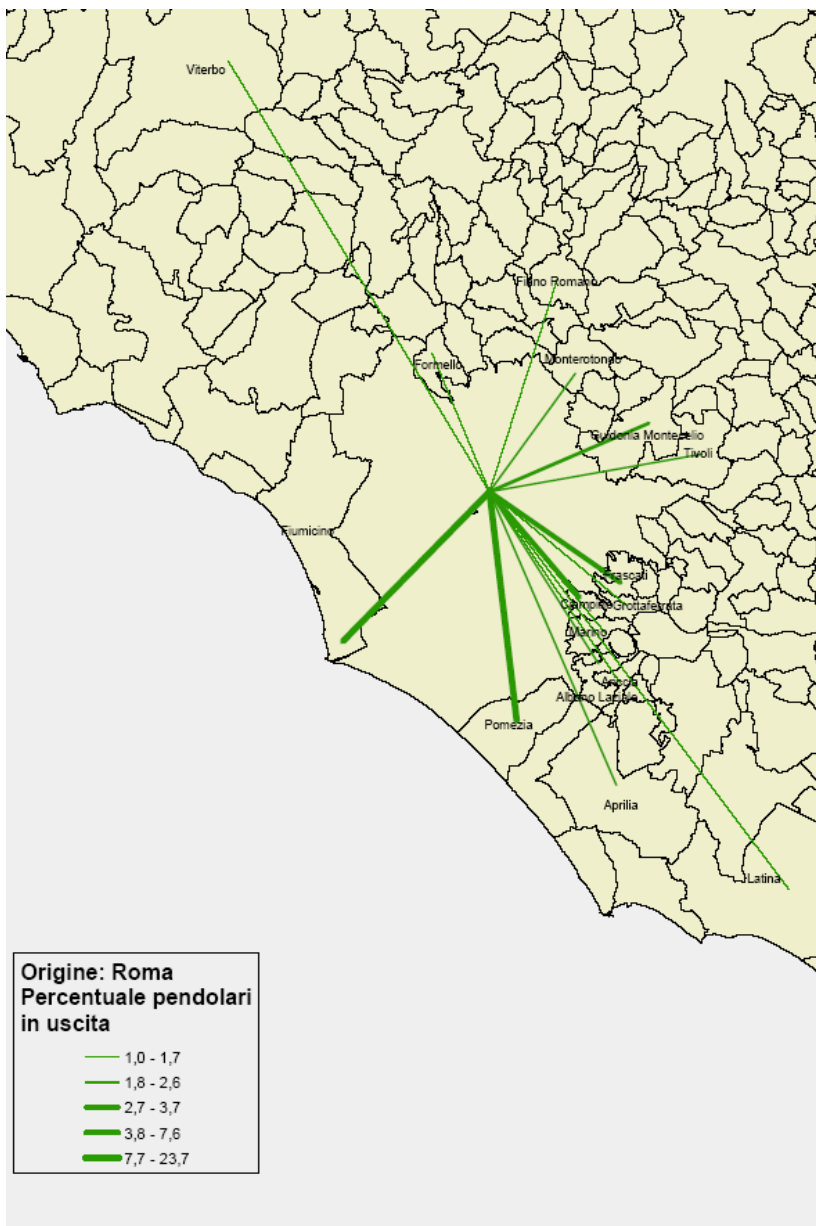 Viterbo
Fiano Romano
Formello
Monterotondo
Guidonia Montecelio
Tivoli
Fiumicino
Frascati
Ciampino
Grottaferrata
Marino
Ariccia
Albano Laziale
Pomezia
Aprilia
Latina
Origine: Roma
Percentuale pendolari
in uscita
1,0 - 1,7
1,8 - 2,6
2,7 - 3,7
3,8 - 7,6
7,7 - 23,7